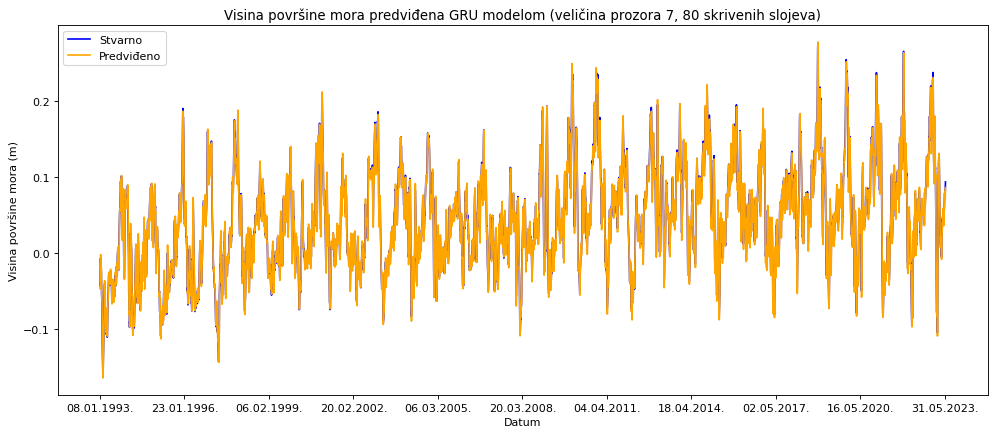 Visina površine mora predviđena GRU modelom (veličina prozora 7, 80 skrivenih slojeva)
Stvarno
Predviđeno
Visina površine mora (m)
0.2
0.1
0.0
−0.1
08.01.1993. 23.01.1996. 06.02.1999. 20.02.2002. 06.03.2005. 20.03.2008. 04.04.2011. 18.04.2014. 02.05.2017. 16.05.2020. 31.05.2023.
Datum